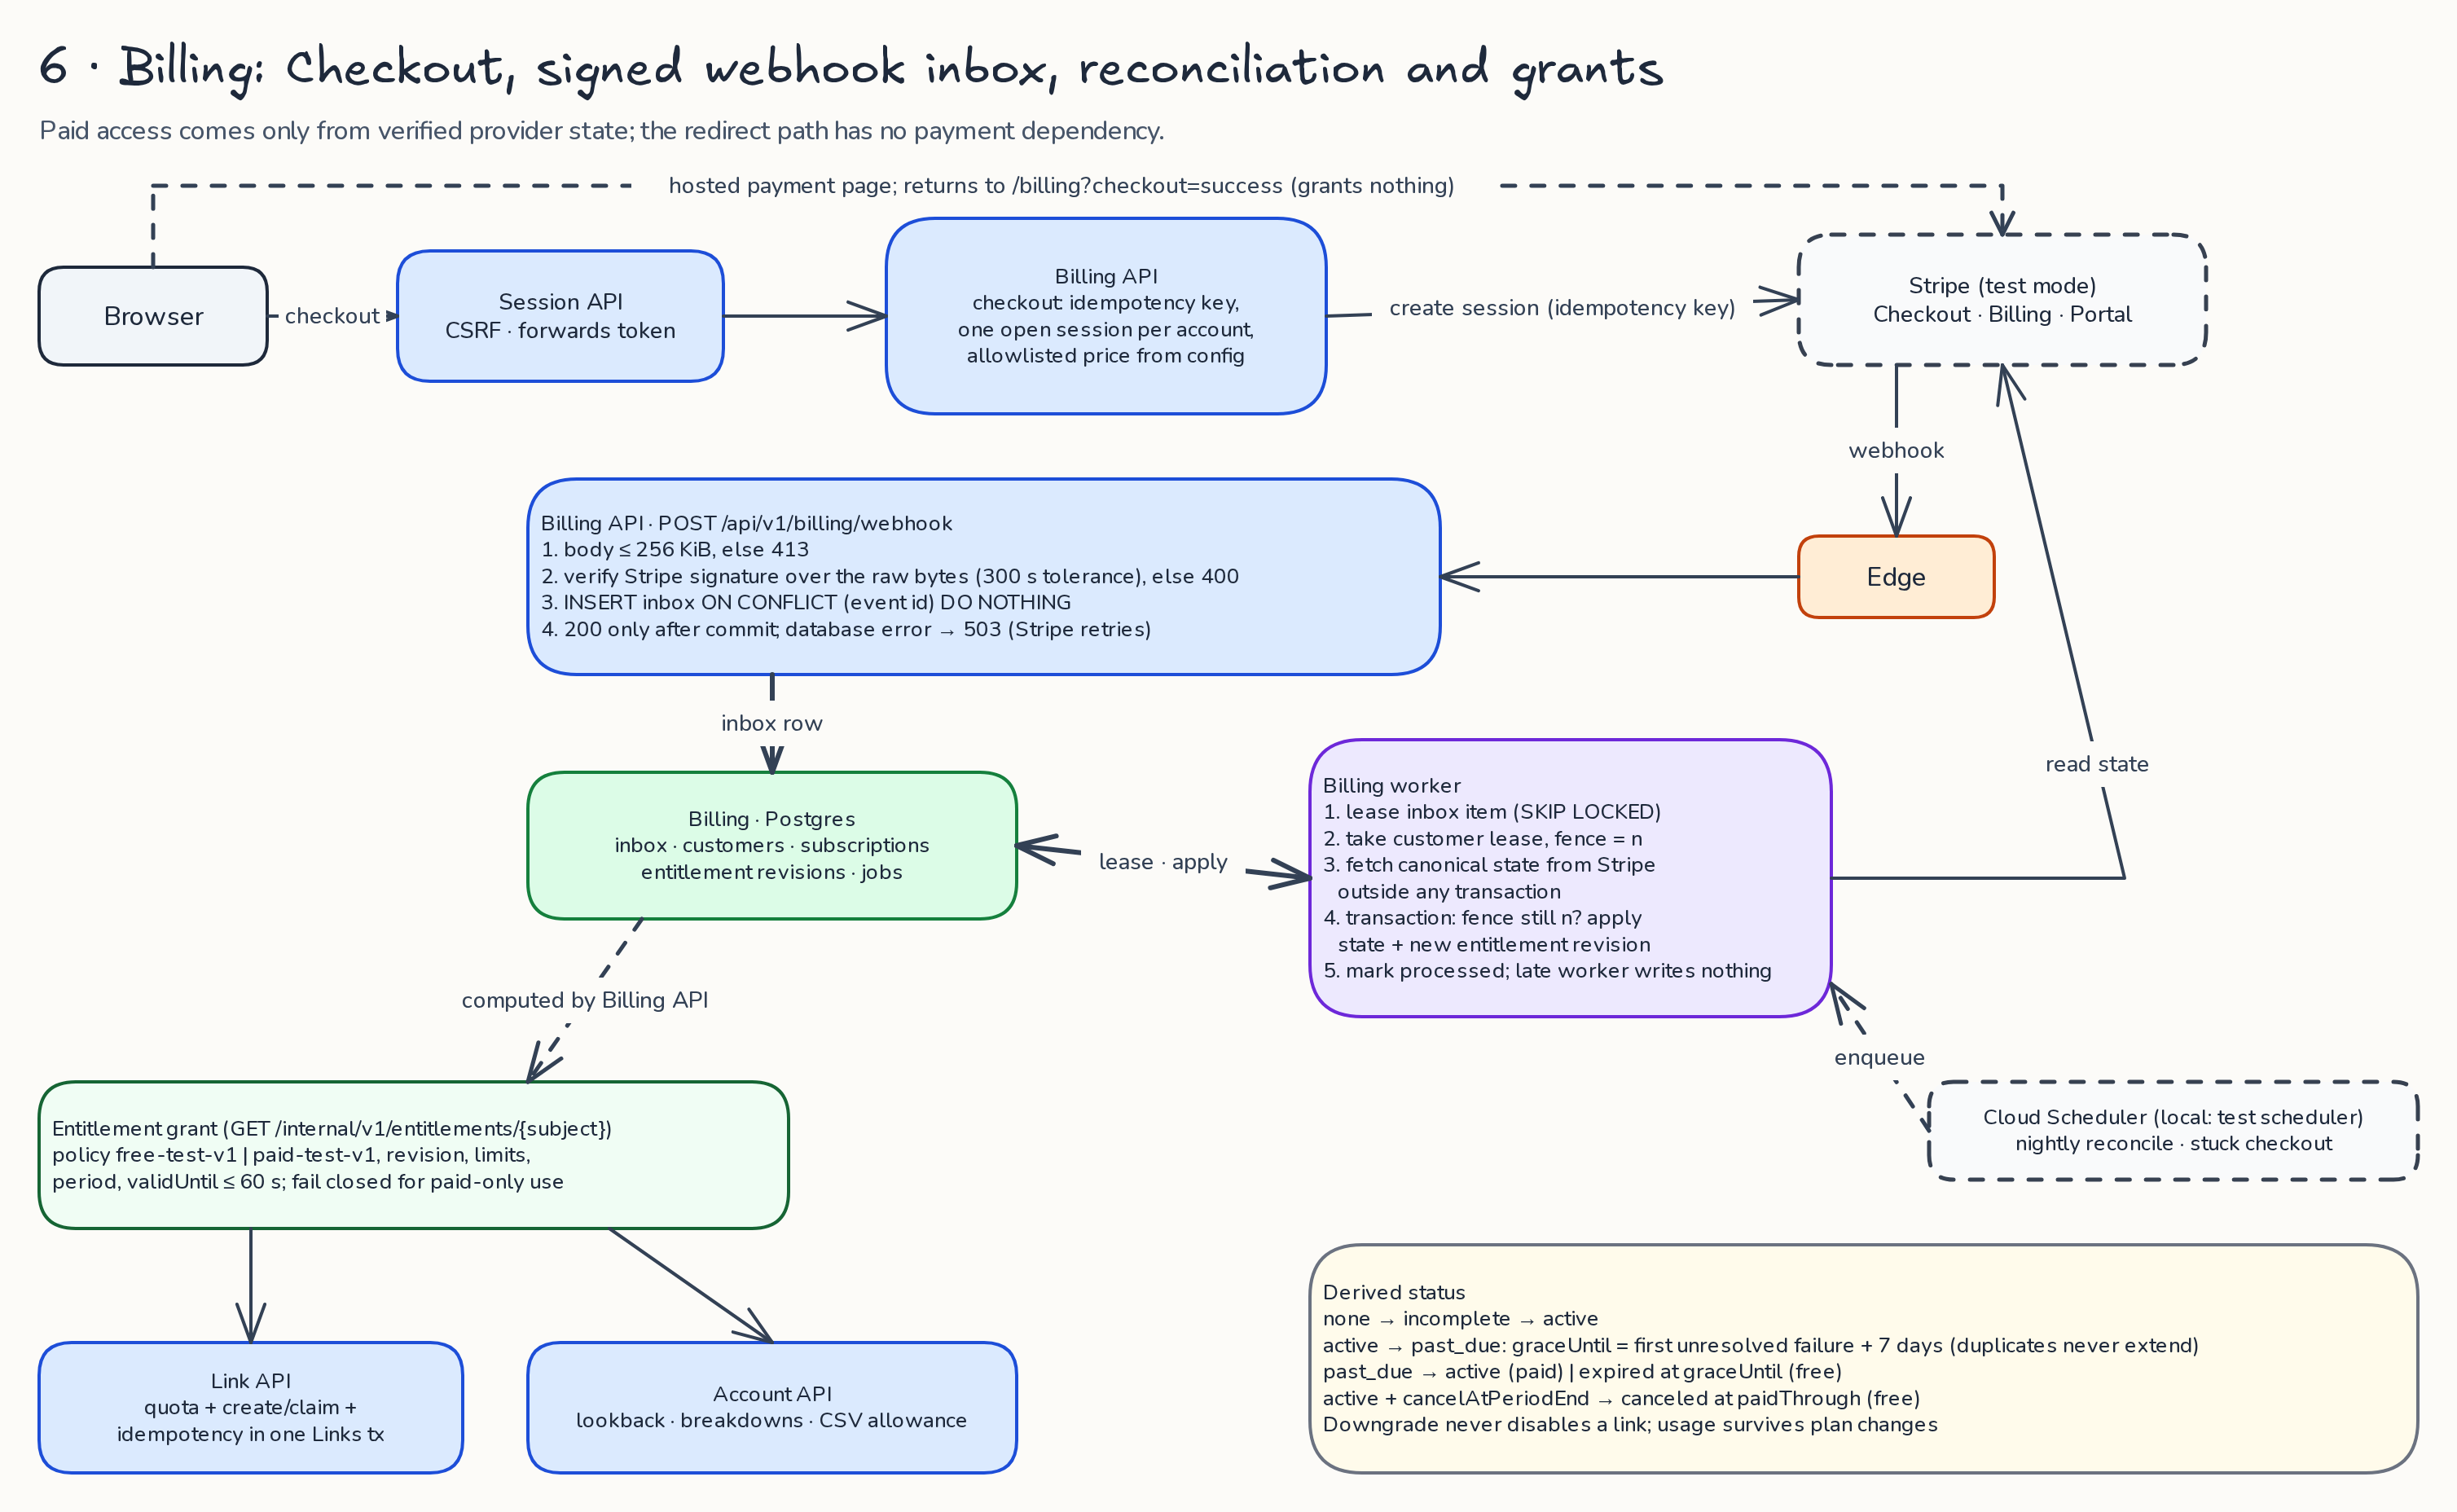 6 · Billing: Checkout, signed webhook inbox, reconciliation and grants
Paid access comes only from verified provider state; the redirect path has no payment dependency.
hosted payment page; returns to /billing?checkout=success (grants nothing)
Browser
checkout
Session API
CSRF · forwards token
Billing API
checkout: idempotency key,
one open session per account,
allowlisted price from config
create session (idempotency key)
Stripe (test mode)
Checkout · Billing · Portal
webhook
Edge
Billing API · POST /api/v1/billing/webhook
1. body ≤ 256 KiB, else 413
2. verify Stripe signature over the raw bytes (300 s tolerance), else 400
3. INSERT inbox ON CONFLICT (event id) DO NOTHING
4. 200 only after commit; database error → 503 (Stripe retries)
inbox row
read state
Billing · Postgres
inbox · customers · subscriptions
entitlement revisions · jobs
lease · apply
Billing worker
1. lease inbox item (SKIP LOCKED)
2. take customer lease, fence = n
3. fetch canonical state from Stripe
outside any transaction
4. transaction: fence still n? apply
state + new entitlement revision
5. mark processed; late worker writes nothing
computed by Billing API
enqueue
Cloud Scheduler (local: test scheduler)
nightly reconcile · stuck checkout
Entitlement grant (GET /internal/v1/entitlements/{subject})
policy free-test-v1 | paid-test-v1, revision, limits,
period, validUntil ≤ 60 s; fail closed for paid-only use
Link API
quota + create/claim +
idempotency in one Links tx
Account API
lookback · breakdowns · CSV allowance
Derived status
none → incomplete → active
active → past_due: graceUntil = first unresolved failure + 7 days (duplicates never extend)
past_due → active (paid) | expired at graceUntil (free)
active + cancelAtPeriodEnd → canceled at paidThrough (free)
Downgrade never disables a link; usage survives plan changes